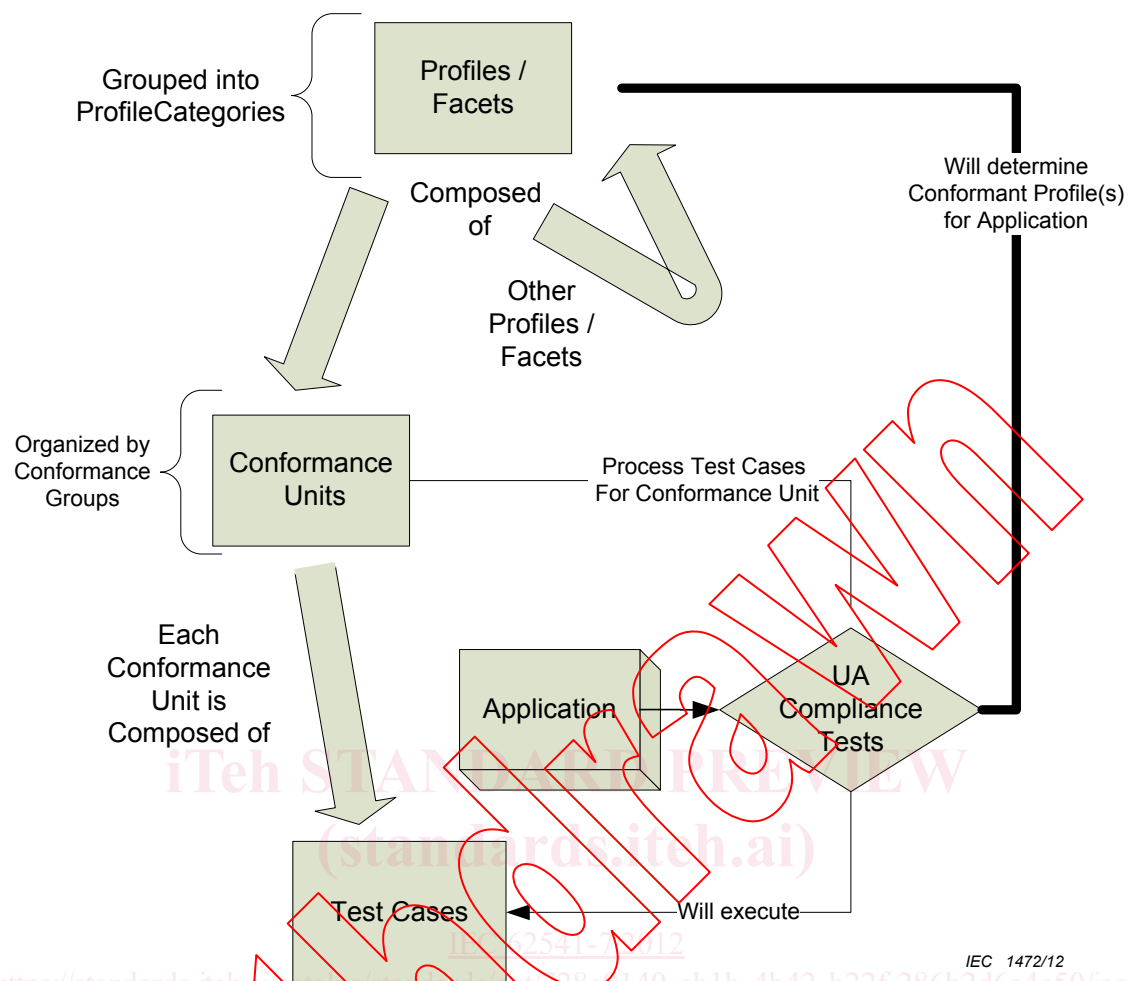 Grouped into
ProfileCategories
Profiles /
Facets
Will determine
Conformant Profile(s)
for Application
Composed
of
Other
Profiles /
Facets
Organized by
Conformance
Groups
Conformance
Units
Process Test Cases
For Conformance Unit
Each
Conformance
Unit is
Composed of
Application
UA
Compliance
Tests
iTeh STANDARD PREVIEW
(standards.iteh.ai)
Test Cases
Will execute
IEC 62541-7:2012
IEC 1472/12